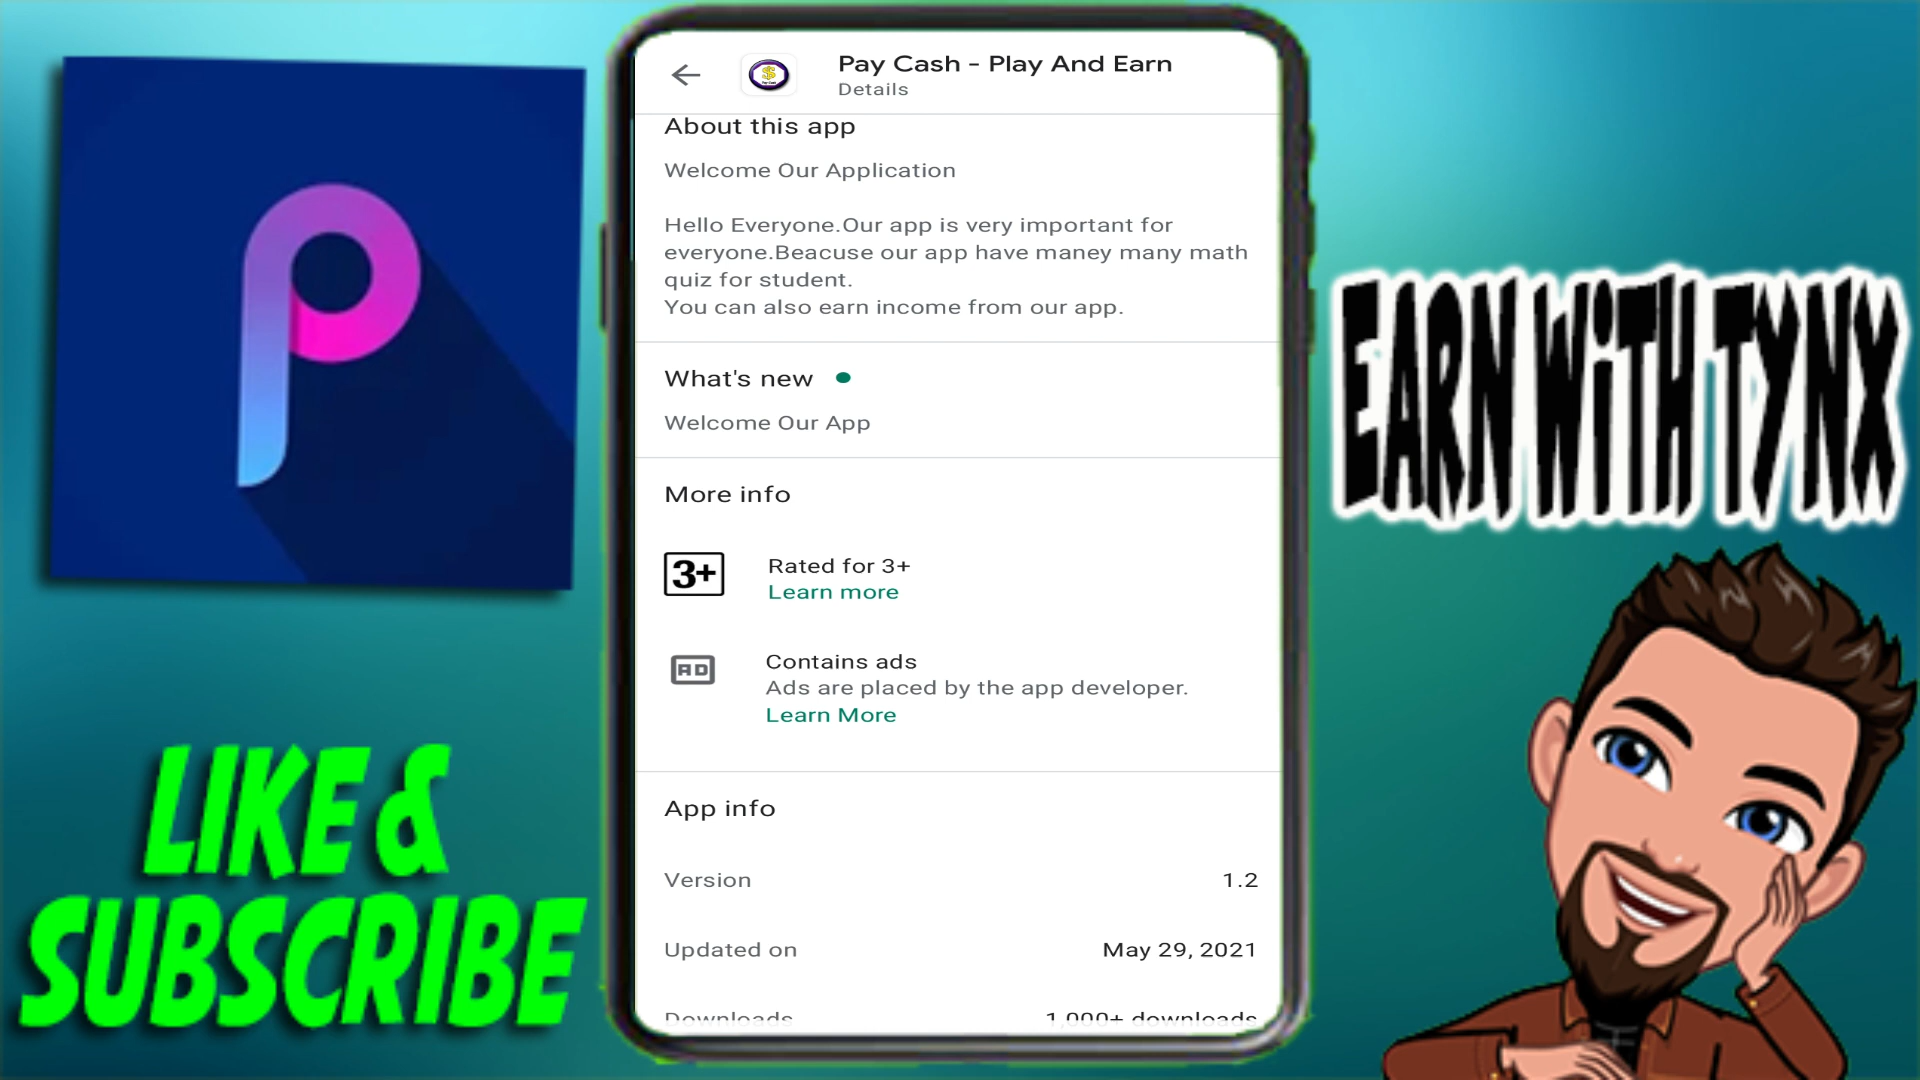 Pay Cash - Play And Earn
Details
About this app
Welcome Our Application
Hello Everyone.Our app is very important for
everyone.Beacuse our app have maney many math
quiz for student.
You can also earn income from our app.
What's new
Welcome Our App
More info
3+
Rated for 3+
Learn more
AD
Contains ads
Ads are placed by the app developer.
Learn More
App info
Version 1.2
Updated on May 29, 2021
Downloads 1,000+ downloads
EARN WiTH TYNX
LIKE &
SUBSCRIBE